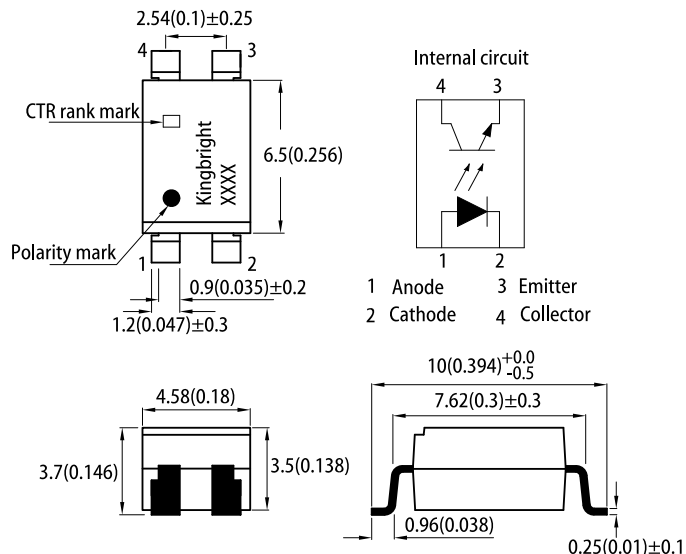 2.54(0.1)±0.25
4 3
CTR rank mark
Kingbright
XXXX
6.5(0.256)
Polarity mark
1 2
0.9(0.035)±0.2
1.2(0.047)±0.3
Internal circuit
4 3
1 2
1 Anode 3 Emitter
2 Cathode 4 Collector
4.58(0.18)
3.7(0.146)
3.5(0.138)
10(0.394)+0.0
-0.5
7.62(0.3)±0.3
0.96(0.038)
0.25(0.01)±0.1